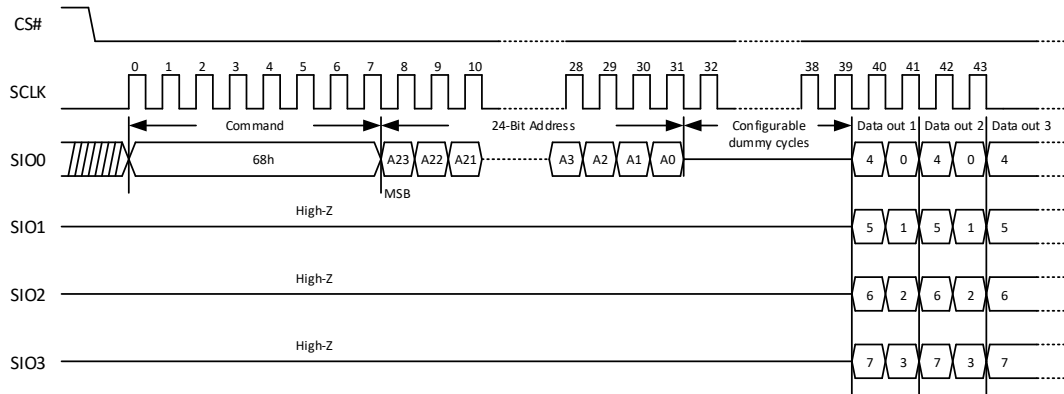 CS#
0 1 2 3 4 5 6 7 8 9 10 28 29 30 31 32 38 39 40 41 42 43
SCLK
Command 24-Bit Address Configurable dummy cycles Data out 1 Data out 2 Data out 3
SIO0 68h A23 A22 A21 A3 A2 A1 A0 4 0 4 0 4
MSB
High-Z
SIO1 5 1 5 1 5
High-Z
SIO2 6 2 6 2 6
High-Z
SIO3 7 3 7 3 7